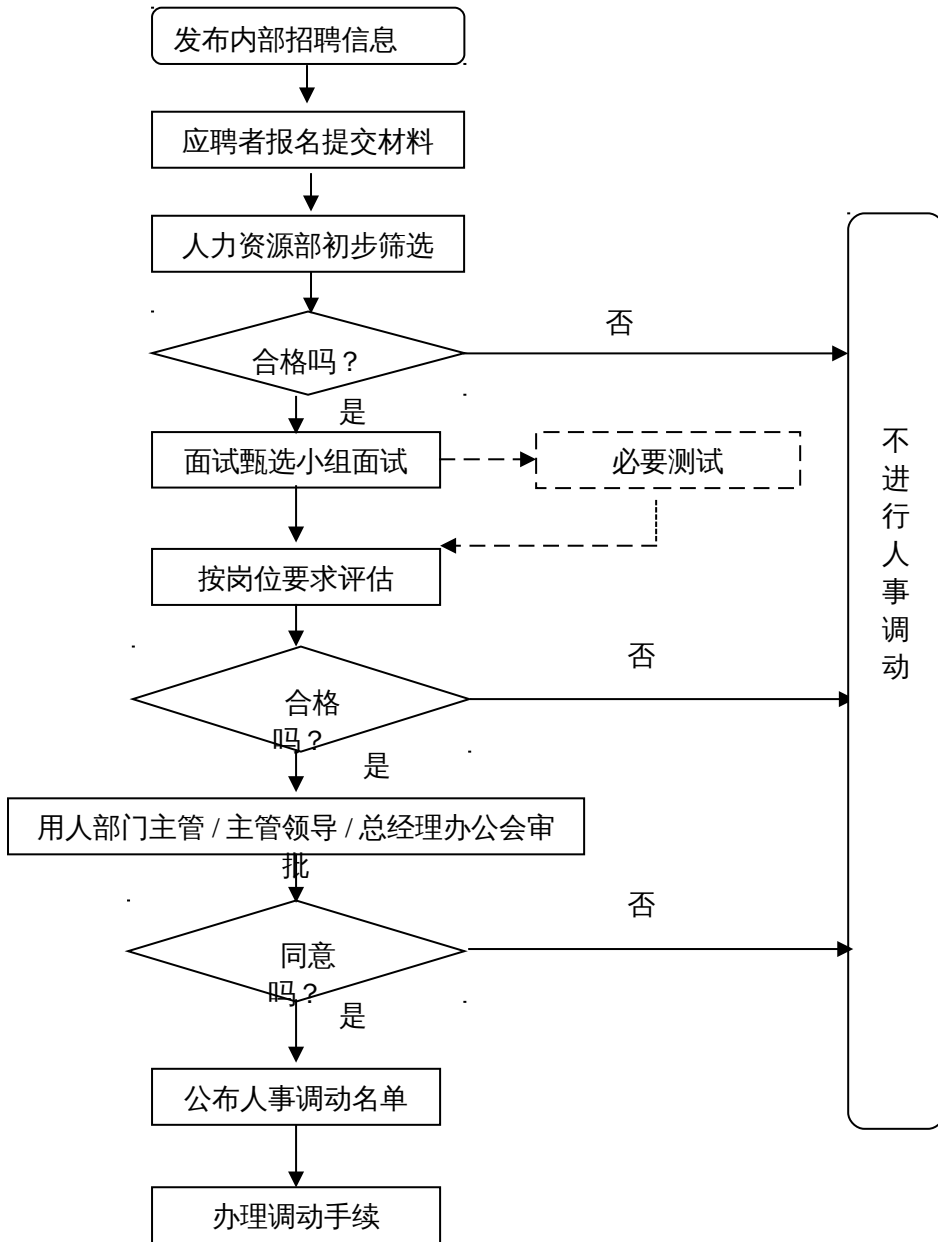 发布内部招聘信息
应聘者报名提交材料
人力资源部初步筛选
合格吗？
否
是
面试甄选小组面试
必要测试
按岗位要求评估
合格
吗？
否
是
用人部门主管 / 主管领导 / 总经理办公会审
批
同意
吗？
否
是
公布人事调动名单
办理调动手续
不
进
行
人
事
调
动